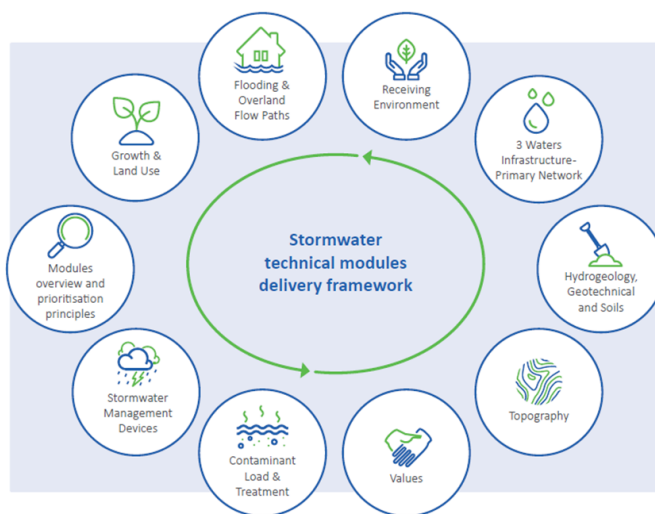 Flooding &
Overland
Flow Paths
Receiving
Environment
Growth &
Land Use
3 Waters
Infrastructure-
Primary Network
Stormwater
technical modules
delivery framework
Modules
overview and
prioritisation
principles
Hydrogeology,
Geotechnical
and Soils
Stormwater
Management
Devices
Topography
Contaminant
Load &
Treatment
Values